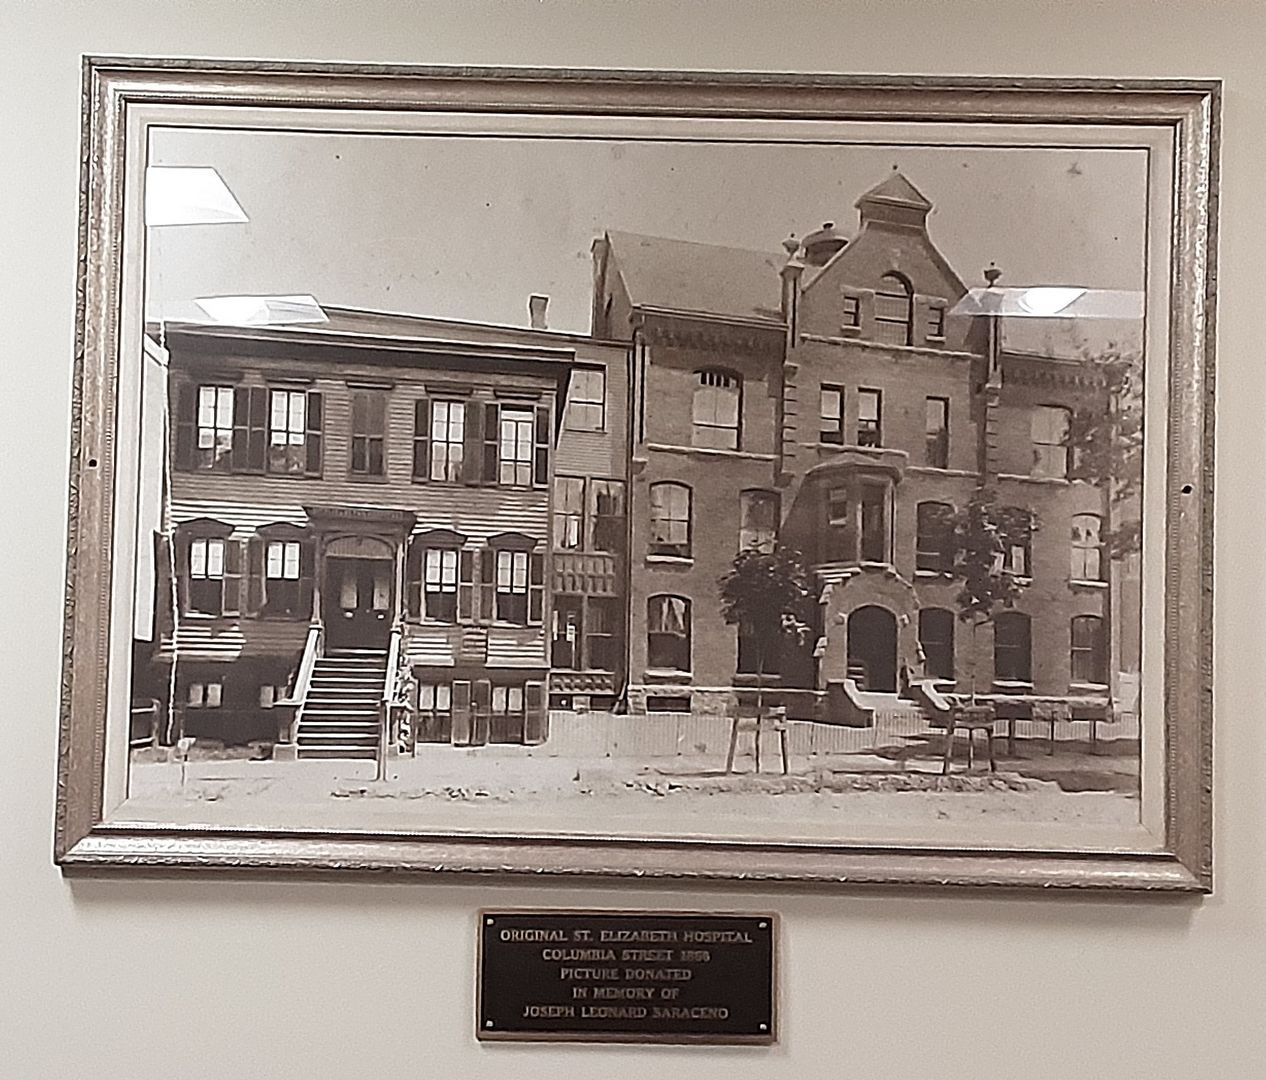 ORIGINAL ST. ELIZABETH HOSPITAL
COLUMBIA STREET
PICTURE DONATED
IN MEMORY OF
JOSEPH LEONARD SARACENO